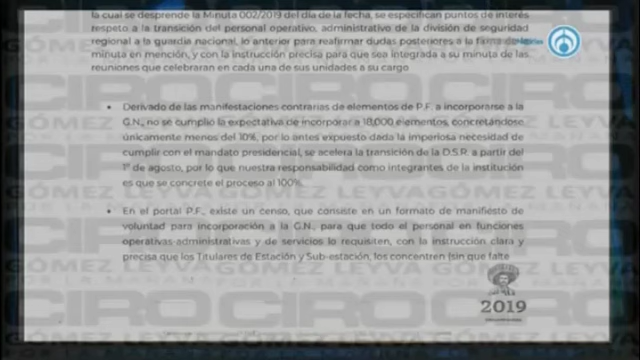 la cual se desprende la Minuta 002/2019 del día de la fecha, se especifican puntos de interés
respeto a la transición del personal operativo, administrativo de la división de seguridad
regional a la guardia nacional, lo anterior para reafirmar dudas posteriores a la firma de
minuta en mención, y con la instrucción precisa para que sea integrada a su minuta de las
reuniones que celebraran en cada una de sus unidades a su cargo
• Derivado de las manifestaciones contrarias de elementos de P.F. a incorporarse a la
G.N., no se cumplió la expectativa de incorporar a 18,000 elementos, concretándose
únicamente menos del 10%, por lo antes expuesto dada la imperiosa necesidad de
cumplir con el mandato presidencial, se acelera la transición de la D.S.R. a partir del
1° de agosto, por lo que nuestra responsabilidad como integrantes de la institución
es que se concrete el proceso al 100%.
• En el portal P.F., existe un censo, que consiste en un formato de manifiesto de
voluntad para incorporación a la G.N., para que todo el personal en funciones
operativas-administrativas y de servicios lo requisiten, con la instrucción clara y
precisa que los Titulares de Estación y Sub-estación, los concentren (sin que falte
2019
CIRO
GÓMEZ LEYVA